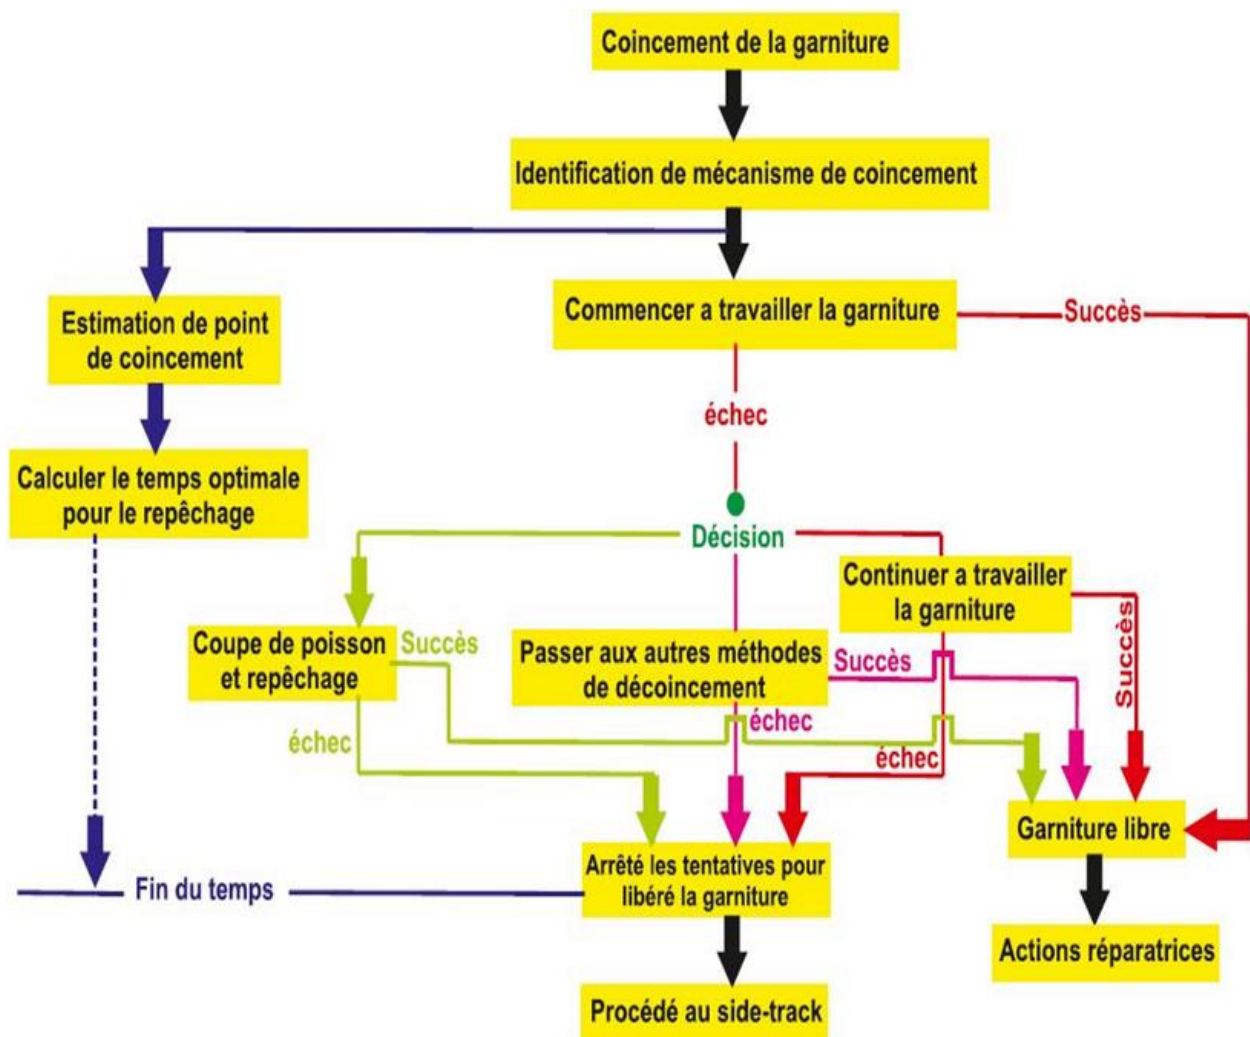 Coincement de la garniture
Identification de mécanisme de coincement
Commencer a travailler la garniture
Succès
Estimation de point
de coincement
échec
Calculer le temps optimale
pour le repêchage
Décision
Continuer a travailler
la garniture
Coupe de poisson
et repêchage
Succès
Passer aux autres méthodes
de décoincement
Succès
Succès
échec
échec
échec
Garniture libre
Arrêté les tentatives pour
libéré la garniture
Fin du temps
Actions réparatrices
Procédé au side-track